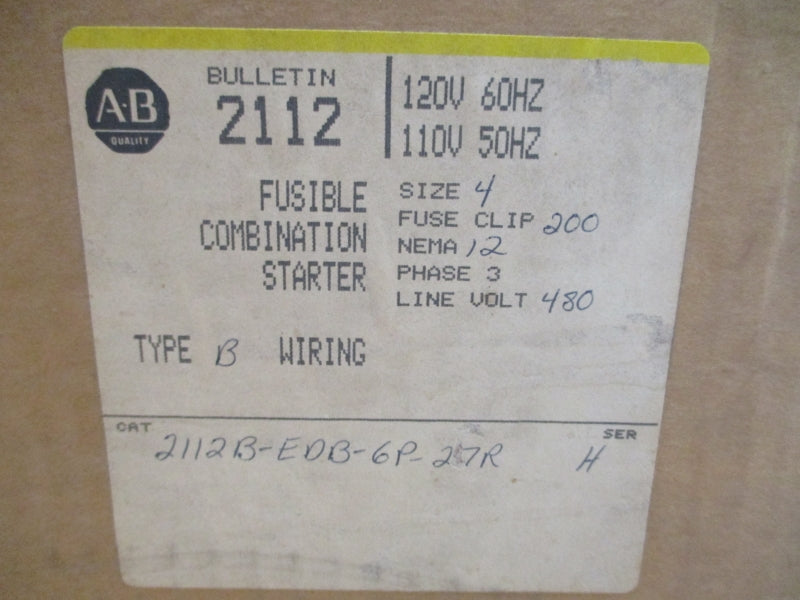 A·B
QUALITY
BULLETIN
2112
120V 60HZ
110V 50HZ
FUSIBLE
COMBINATION
STARTER
SIZE 4
FUSE CLIP 200
NEMA 12
PHASE 3
LINE VOLT 480
TYPE B WIRING
CAT
2112B-EDB-6P-27R
SER
H